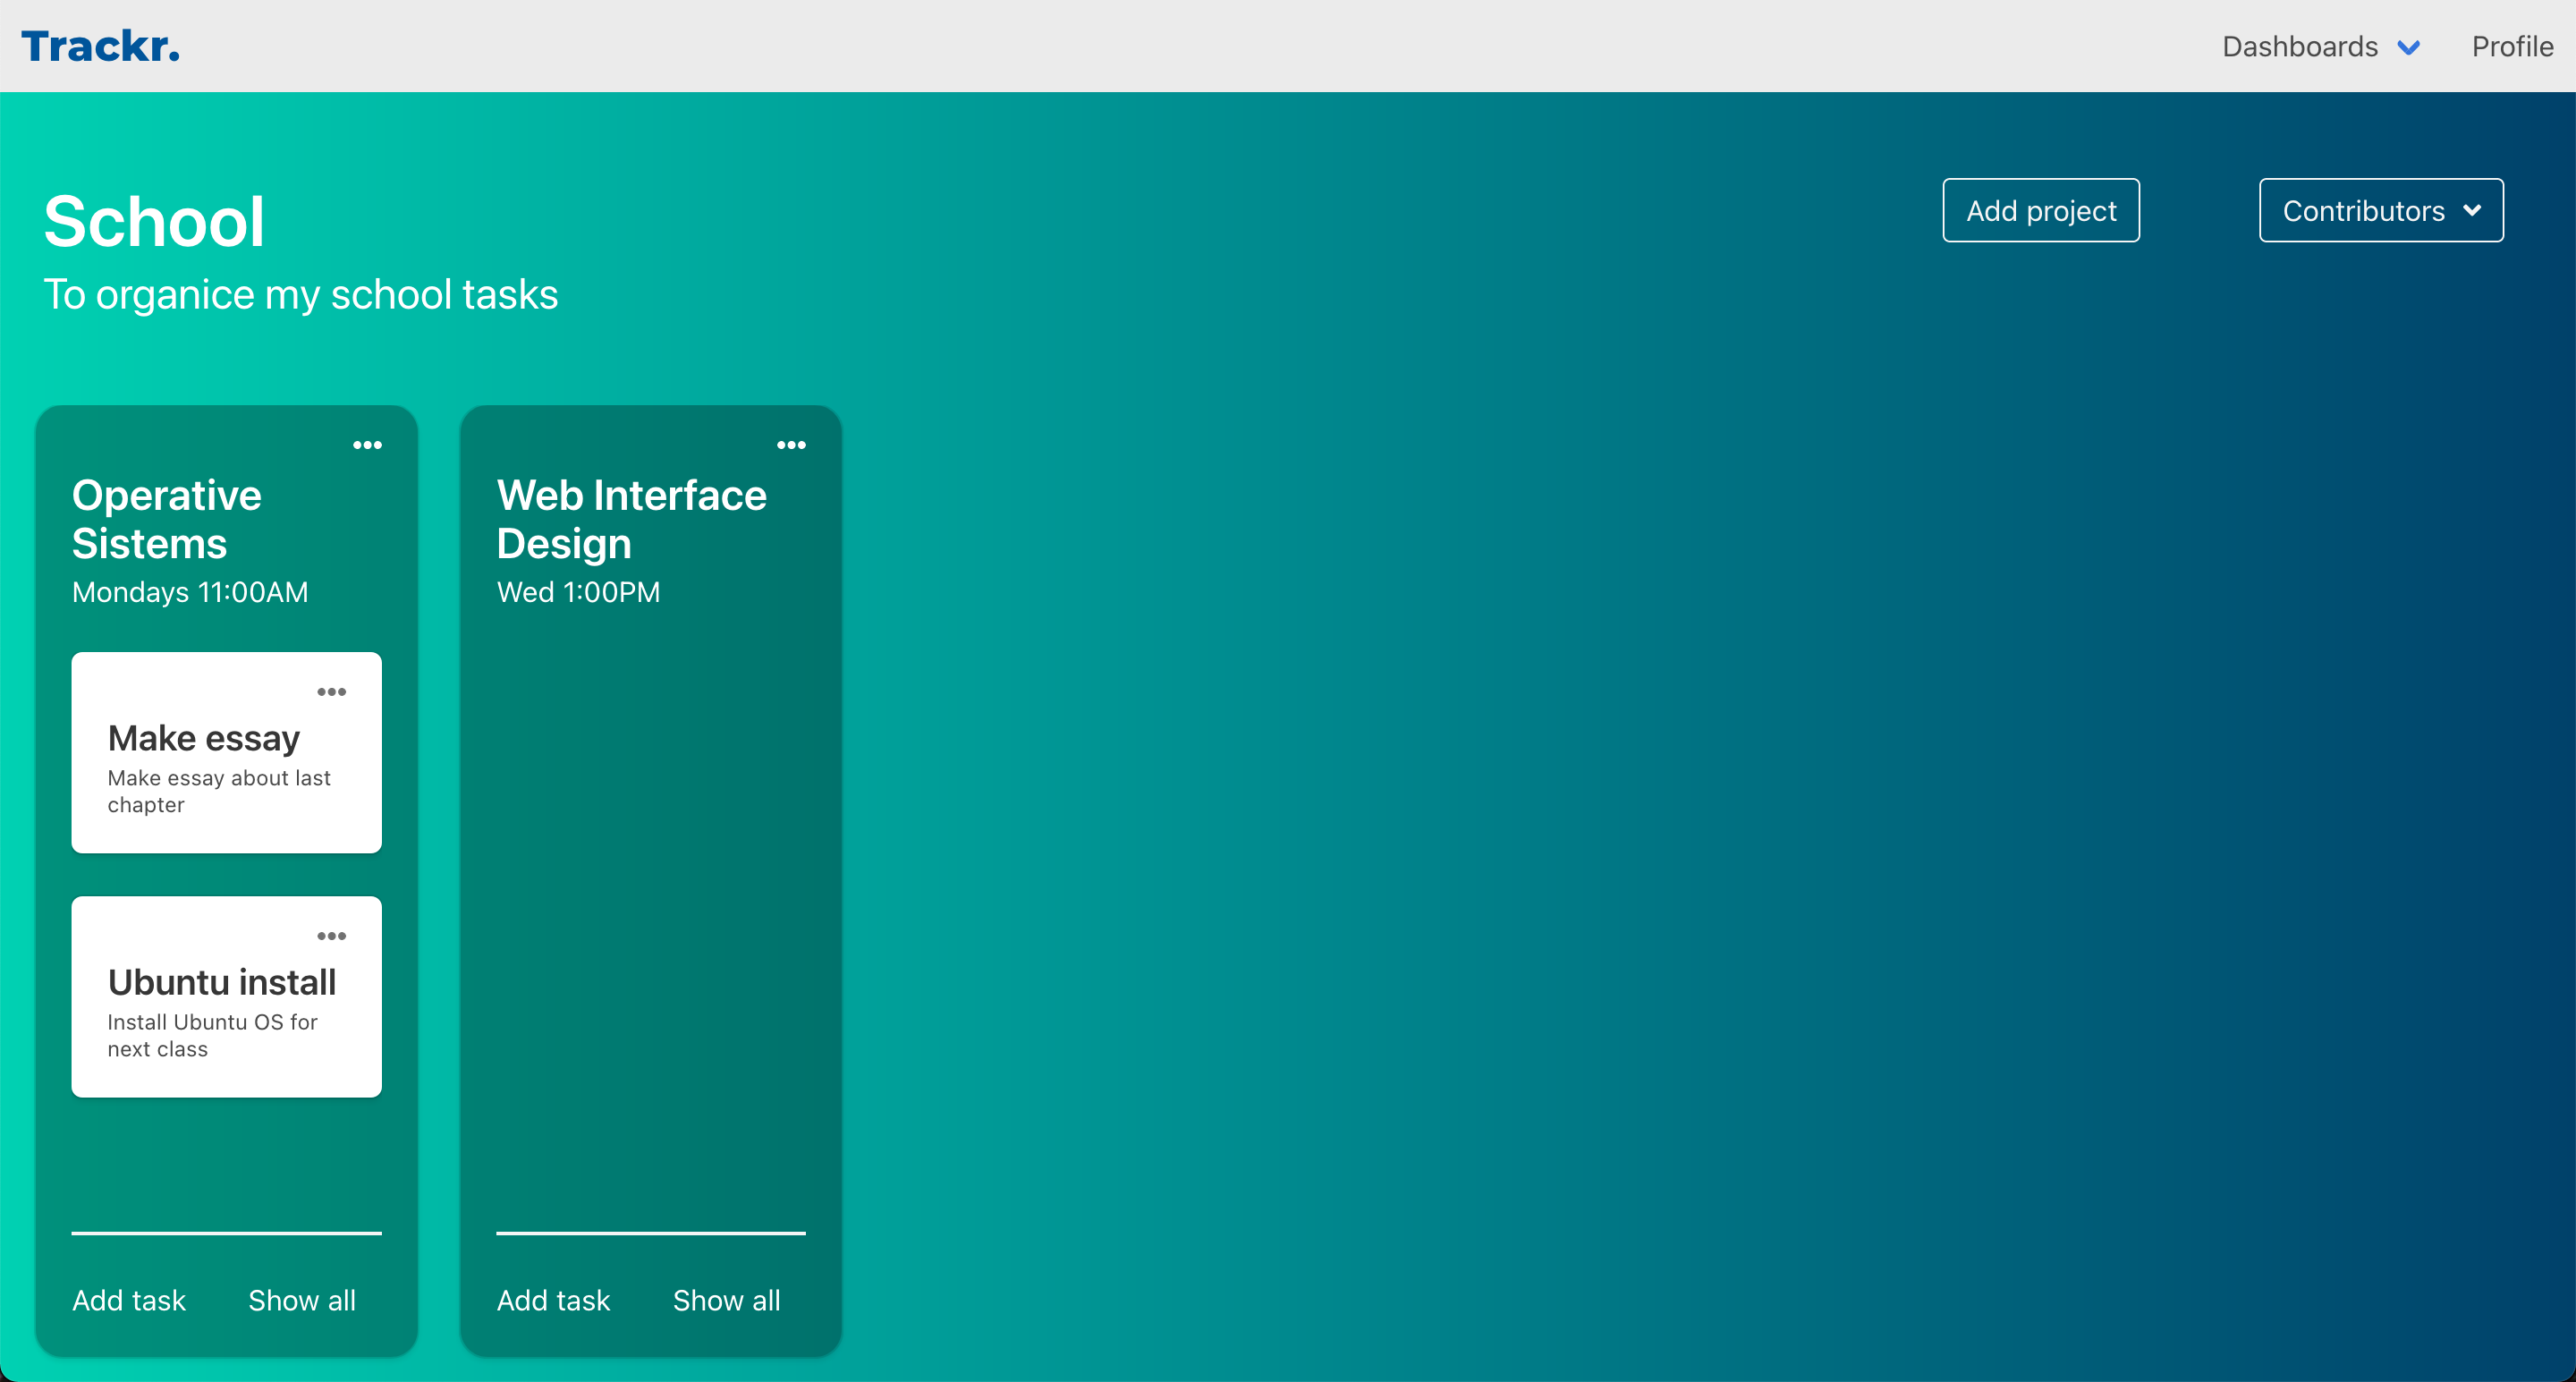 Trackr.
Dashboards
Profile
School
To organice my school tasks
Add project
Contributors
Operative
Sistems
Mondays 11:00AM
Make essay
Make essay about last
chapter
Ubuntu install
Install Ubuntu OS for
next class
Add task
Show all
Web Interface
Design
Wed 1:00PM
Add task
Show all